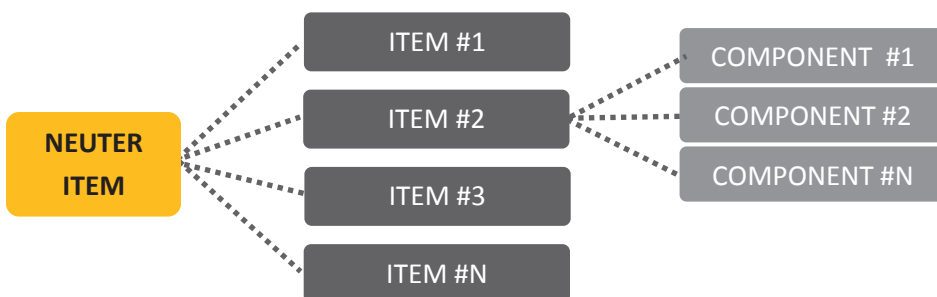 NEUTER
ITEM
ITEM #1
ITEM #2
ITEM #3
ITEM #N
COMPONENT #1
COMPONENT #2
COMPONENT #N